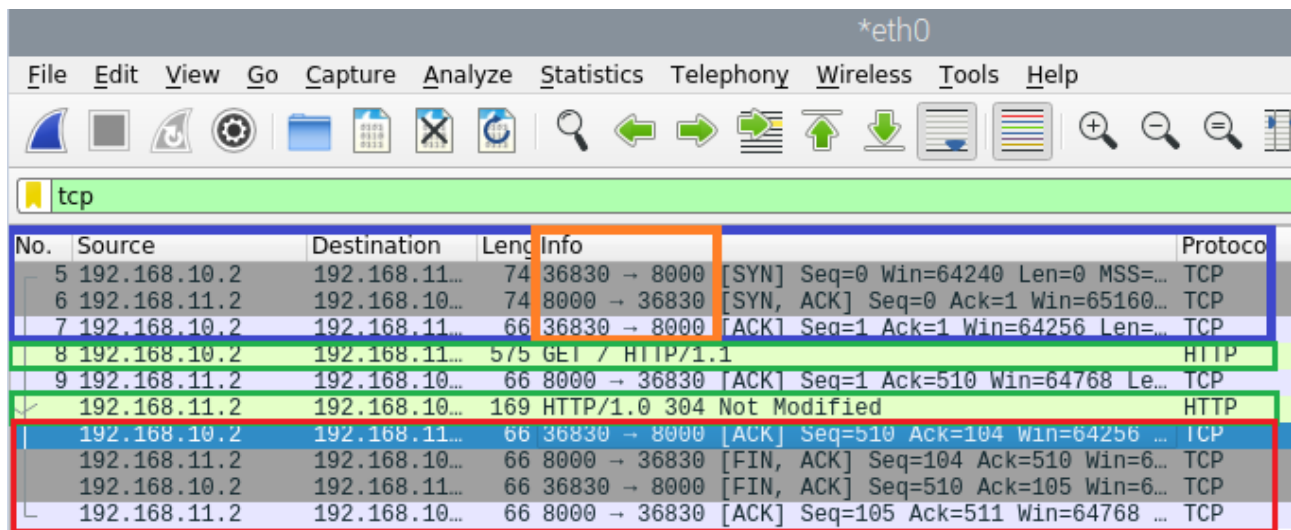 *eth0
File Edit View Go Capture Analyze Statistics Telephony Wireless Tools Help
tcp
No. Source Destination Leng Info Protoco
5 192.168.10.2 192.168.11… 74 36830 → 8000 [SYN] Seq=0 Win=64240 Len=0 MSS=… TCP
6 192.168.11.2 192.168.10… 74 8000 → 36830 [SYN, ACK] Seq=0 Ack=1 Win=65160… TCP
7 192.168.10.2 192.168.11… 66 36830 → 8000 [ACK] Seq=1 Ack=1 Win=64256 Len=… TCP
8 192.168.10.2 192.168.11… 575 GET / HTTP/1.1 HTTP
9 192.168.11.2 192.168.10… 66 8000 → 36830 [ACK] Seq=1 Ack=510 Win=64768 Le… TCP
192.168.11.2 192.168.10… 169 HTTP/1.0 304 Not Modified HTTP
192.168.10.2 192.168.11… 66 36830 → 8000 [ACK] Seq=510 Ack=104 Win=64256 … TCP
192.168.11.2 192.168.10… 66 8000 → 36830 [FIN, ACK] Seq=104 Ack=510 Win=6… TCP
192.168.10.2 192.168.11… 66 36830 → 8000 [FIN, ACK] Seq=510 Ack=105 Win=6… TCP
192.168.11.2 192.168.10… 66 8000 → 36830 [ACK] Seq=105 Ack=511 Win=64768 … TCP